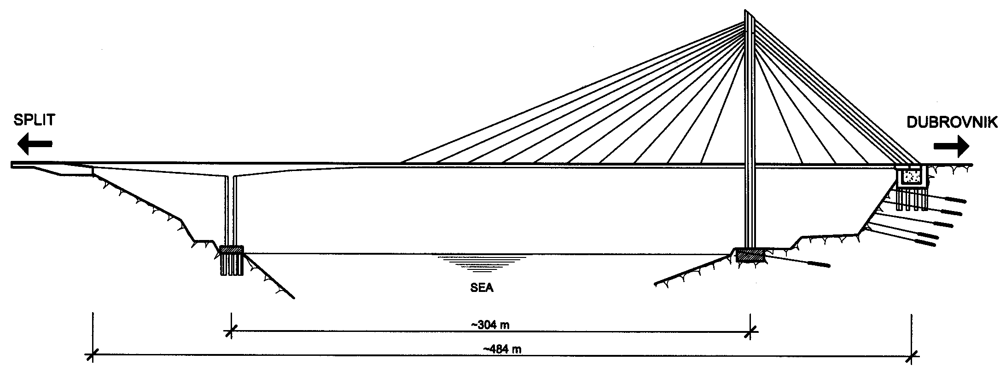 SPLIT
DUBROVNIK
SEA
~304 m
~484 m